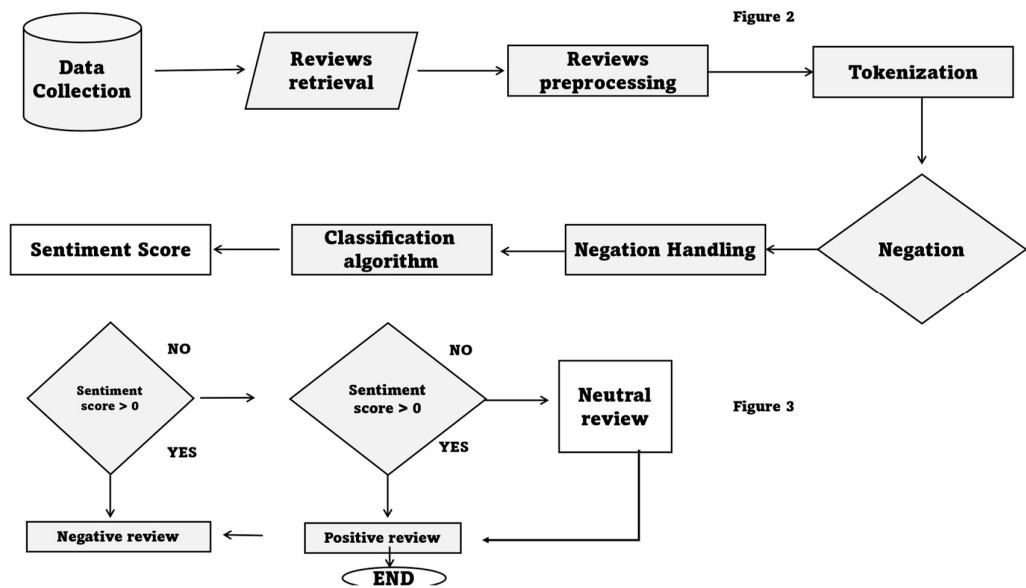 Figure 2
Data
Collection
Reviews
retrieval
Reviews
preprocessing
Tokenization
Sentiment Score
Classification
algorithm
Negation Handling
Negation
NO
Sentiment
score > 0
YES
NO
Sentiment
score > 0
YES
Neutral
review
Figure 3
Negative review
Positive review
END